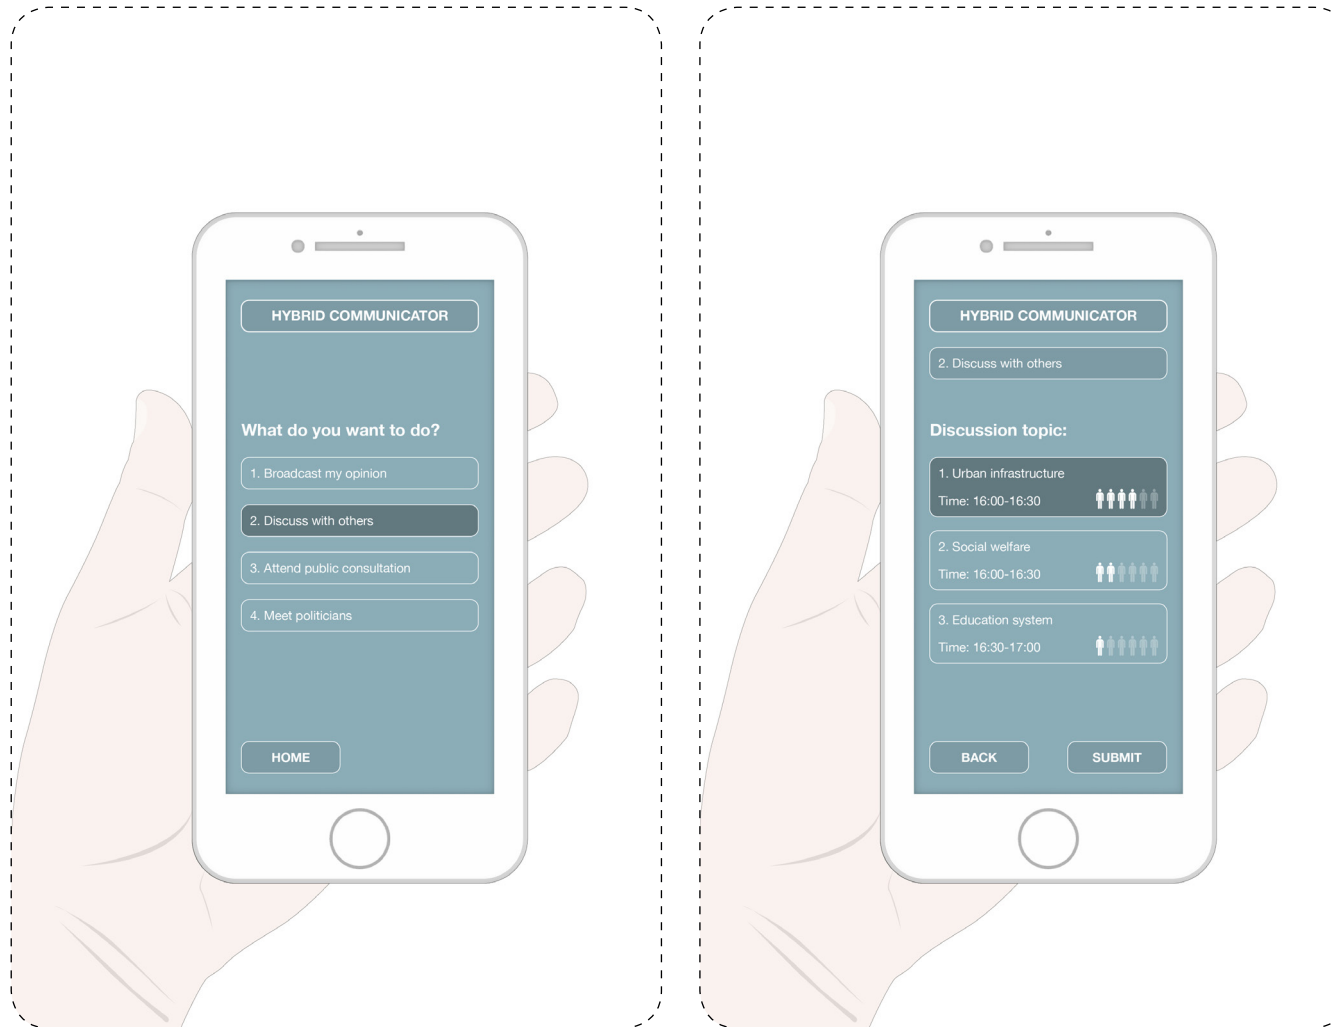 HYBRID COMMUNICATOR
What do you want to do?
1. Broadcast my opinion
2. Discuss with others
3. Attend public consultation
4. Meet politicians
HOME
HYBRID COMMUNICATOR
2. Discuss with others
Discussion topic:
1. Urban infrastructure
Time: 16:00-16:30
2. Social welfare
Time: 16:00-16:30
3. Education system
Time: 16:30-17:00
BACK
SUBMIT